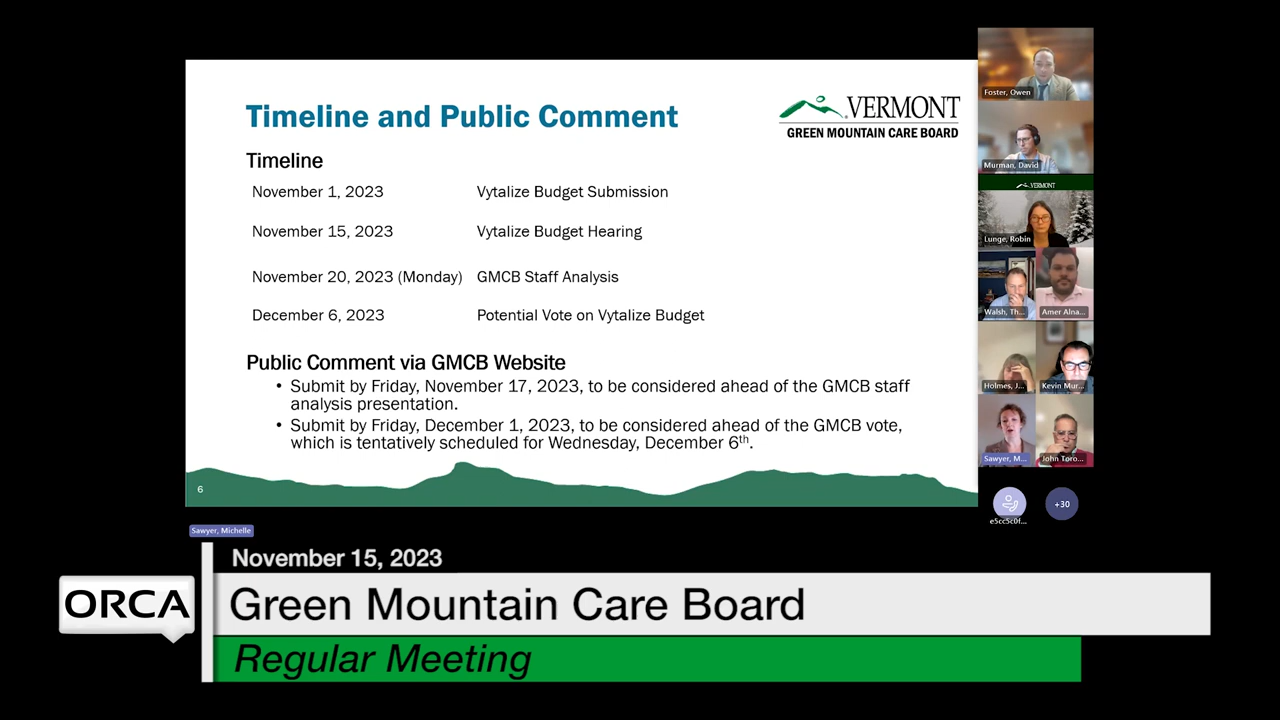 Timeline and Public Comment
VERMONT
GREEN MOUNTAIN CARE BOARD
Timeline
November 1, 2023 Vytalize Budget Submission
November 15, 2023 Vytalize Budget Hearing
November 20, 2023 (Monday) GMCB Staff Analysis
December 6, 2023 Potential Vote on Vytalize Budget
Public Comment via GMCB Website
• Submit by Friday, November 17, 2023, to be considered ahead of the GMCB staff
analysis presentation.
• Submit by Friday, December 1, 2023, to be considered ahead of the GMCB vote,
which is tentatively scheduled for Wednesday, December 6th.
6
Foster, Owen
Murman, David
VERMONT
Lunge, Robin
Walsh, Th... Amer Alna...
Holmes, J... Kevin Mur...
Sawyer, M... John Toro...
+30
e5cc5c0f...
Sawyer, Michelle
November 15, 2023
ORCA
Green Mountain Care Board
Regular Meeting